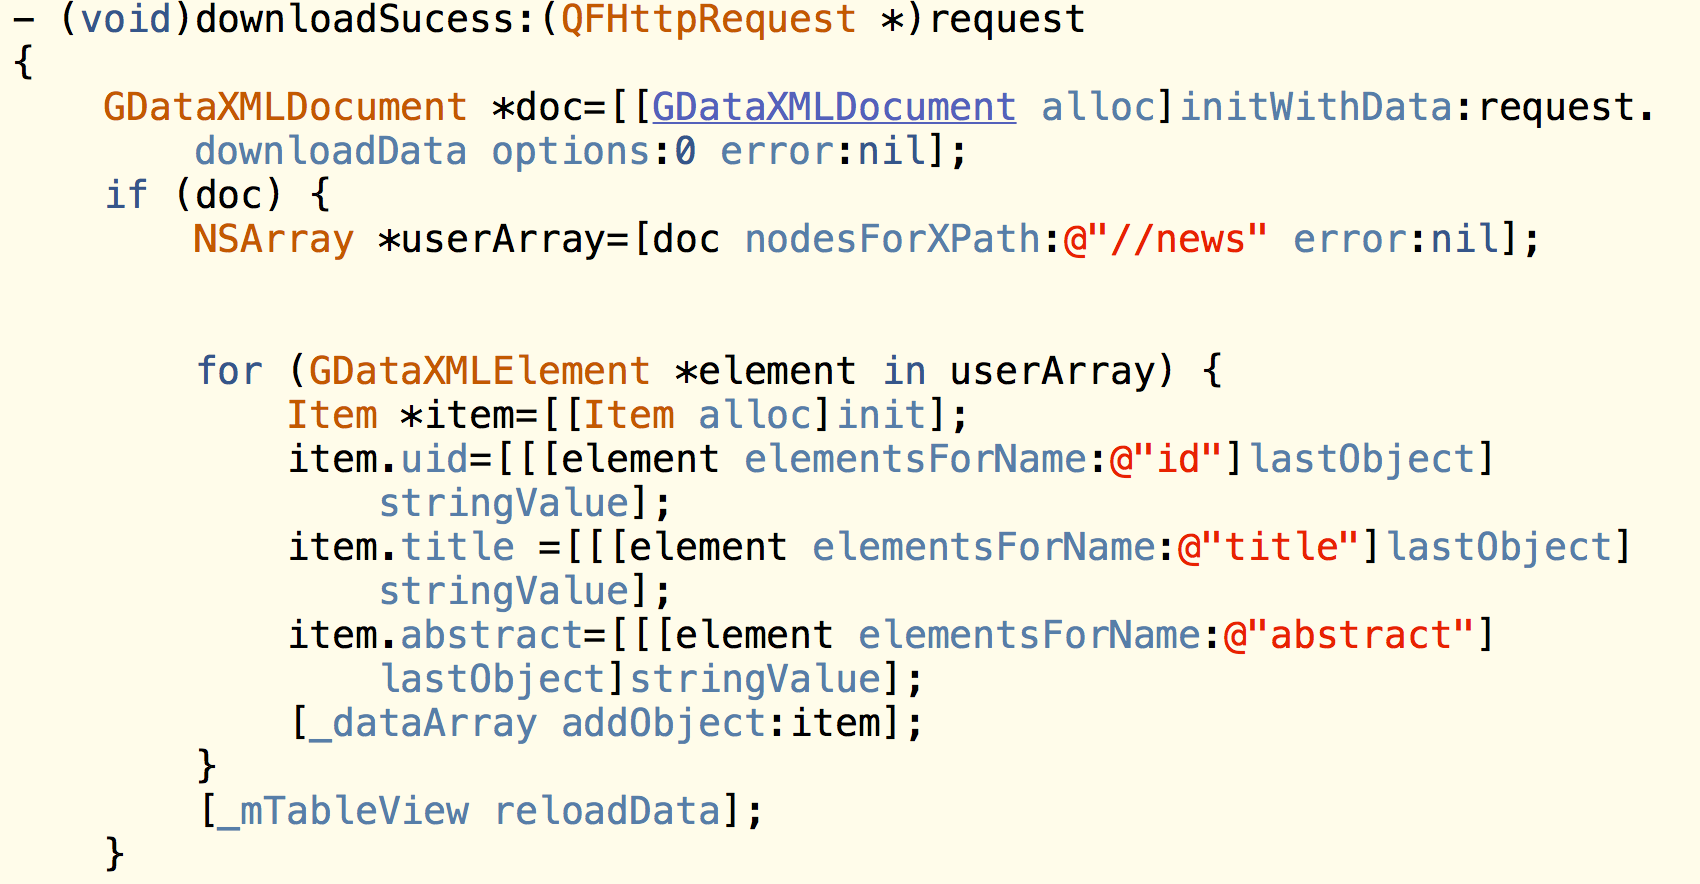 - (void)downloadSucess:(QFHttpRequest *)request
{
    GDataXMLDocument *doc=[[GDataXMLDocument alloc]initWithData:request.
        downloadData options:0 error:nil];
    if (doc) {
        NSArray *userArray=[doc nodesForXPath:@"//news" error:nil];


        for (GDataXMLElement *element in userArray) {
            Item *item=[[Item alloc]init];
            item.uid=[[[element elementsForName:@"id"]lastObject]
                stringValue];
            item.title =[[[element elementsForName:@"title"]lastObject]
                stringValue];
            item.abstract=[[[element elementsForName:@"abstract"]
                lastObject]stringValue];
            [_dataArray addObject:item];
        }
        [_mTableView reloadData];
    }